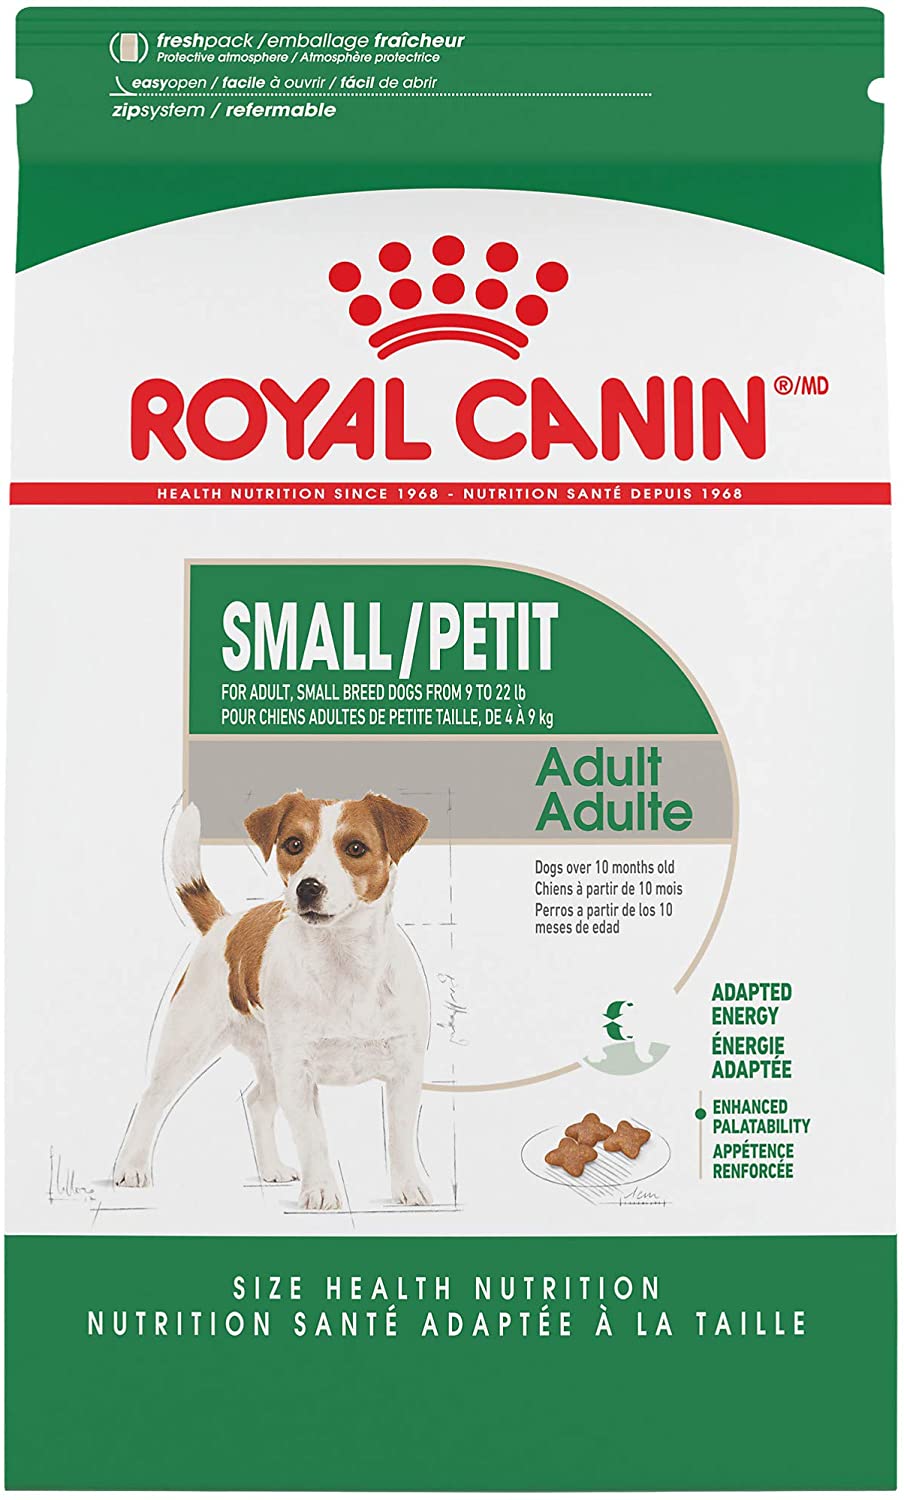 freshpack / emballage fraîcheur
Protective atmosphere / Atmosphère protectrice
easyopen / facile à ouvrir / fácil de abrir
zipsystem / refermable
ROYAL CANIN®/MD
HEALTH NUTRITION SINCE 1968 - NUTRITION SANTÉ DEPUIS 1968
SMALL/PETIT
FOR ADULT, SMALL BREED DOGS FROM 9 TO 22 lb
POUR CHIENS ADULTES DE PETITE TAILLE, DE 4 À 9 kg
Adult
Adulte
Dogs over 10 months old
Chiens à partir de 10 mois
Perros a partir de los 10
meses de edad
ADAPTED
ENERGY
ÉNERGIE
ADAPTÉE
ENHANCED
PALATABILITY
APPÉTENCE
RENFORCÉE
1cm
SIZE HEALTH NUTRITION
NUTRITION SANTÉ ADAPTÉE À LA TAILLE